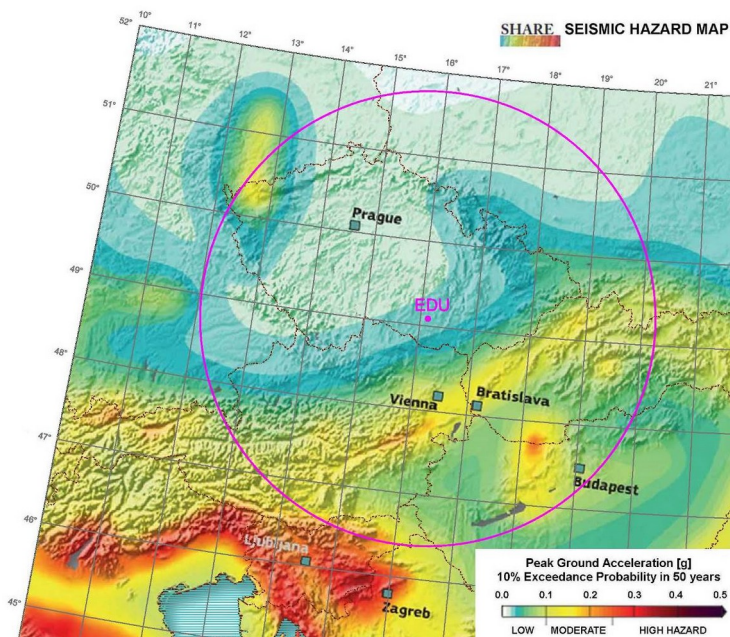 SHARE SEISMIC HAZARD MAP
52° 10° 11° 12° 13° 14° 15° 16° 17° 18° 19° 20° 21°
51°
50°
Prague
49°
EDU
48°
Vienna
Bratislava
47°
Budapest
46°
Ljubljana
Zagreb
45°
Peak Ground Acceleration [g]
10% Exceedance Probability in 50 years
0.0 0.1 0.2 0.3 0.4 0.5
LOW MODERATE HIGH HAZARD